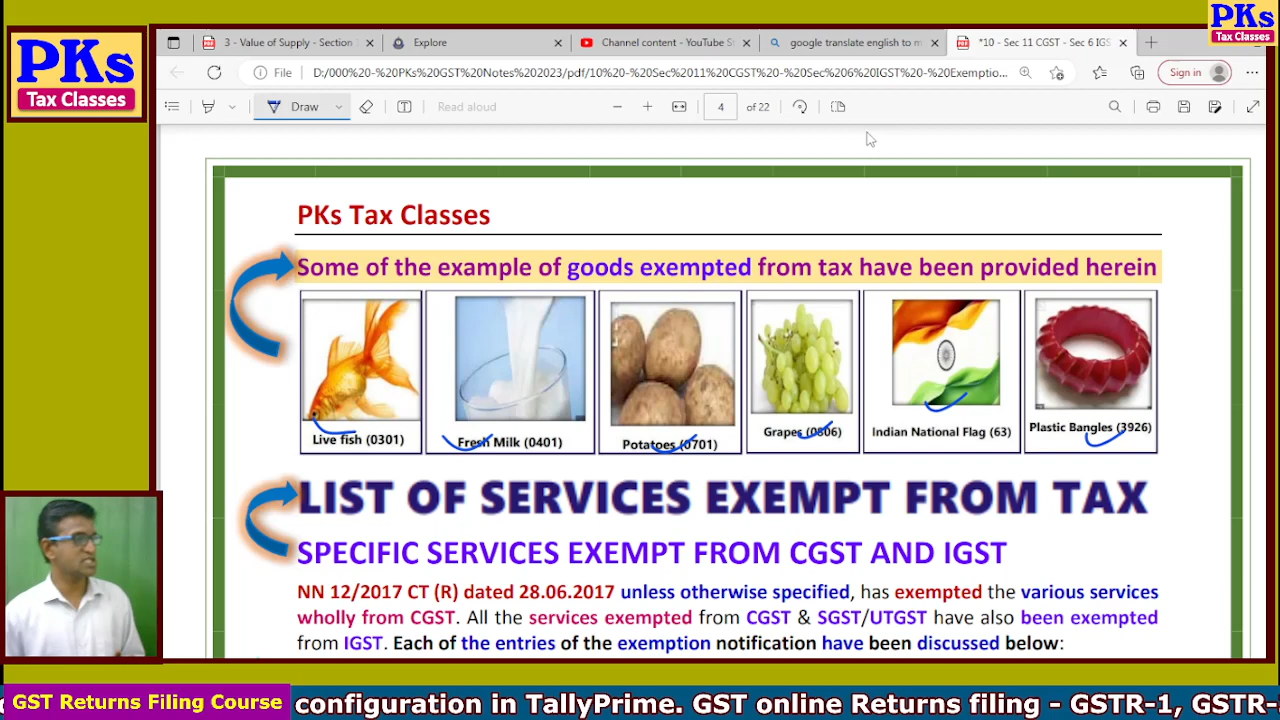 PKs
Tax Classes
3 - Value of Supply - Section
Explore
Channel content - YouTube S
google translate english to m
*10 - Sec 11 CGST - Sec 6 IGS
PKs
Tax Classes
File
D:/000%20-%20PKs%20GST%20Notes%202023/pdf/10%20-%20Sec%2011%20CGST%20-%20Sec%206%20IGST%20-%20Exemptio...
Sign in
Draw
Read aloud
4
of 22
PKs Tax Classes
Some of the example of goods exempted from tax have been provided herein
Live fish (0301)
Fresh Milk (0401)
Potatoes (0701)
Grapes (0806)
Indian National Flag (63)
Plastic Bangles (3926)
LIST OF SERVICES EXEMPT FROM TAX
SPECIFIC SERVICES EXEMPT FROM CGST AND IGST
NN 12/2017 CT (R) dated 28.06.2017 unless otherwise specified, has exempted the various services
wholly from CGST. All the services exempted from CGST & SGST/UTGST have also been exempted
from IGST. Each of the entries of the exemption notification have been discussed below:
GST Returns Filing Course
configuration in TallyPrime. GST online Returns filing - GSTR-1, GSTR-